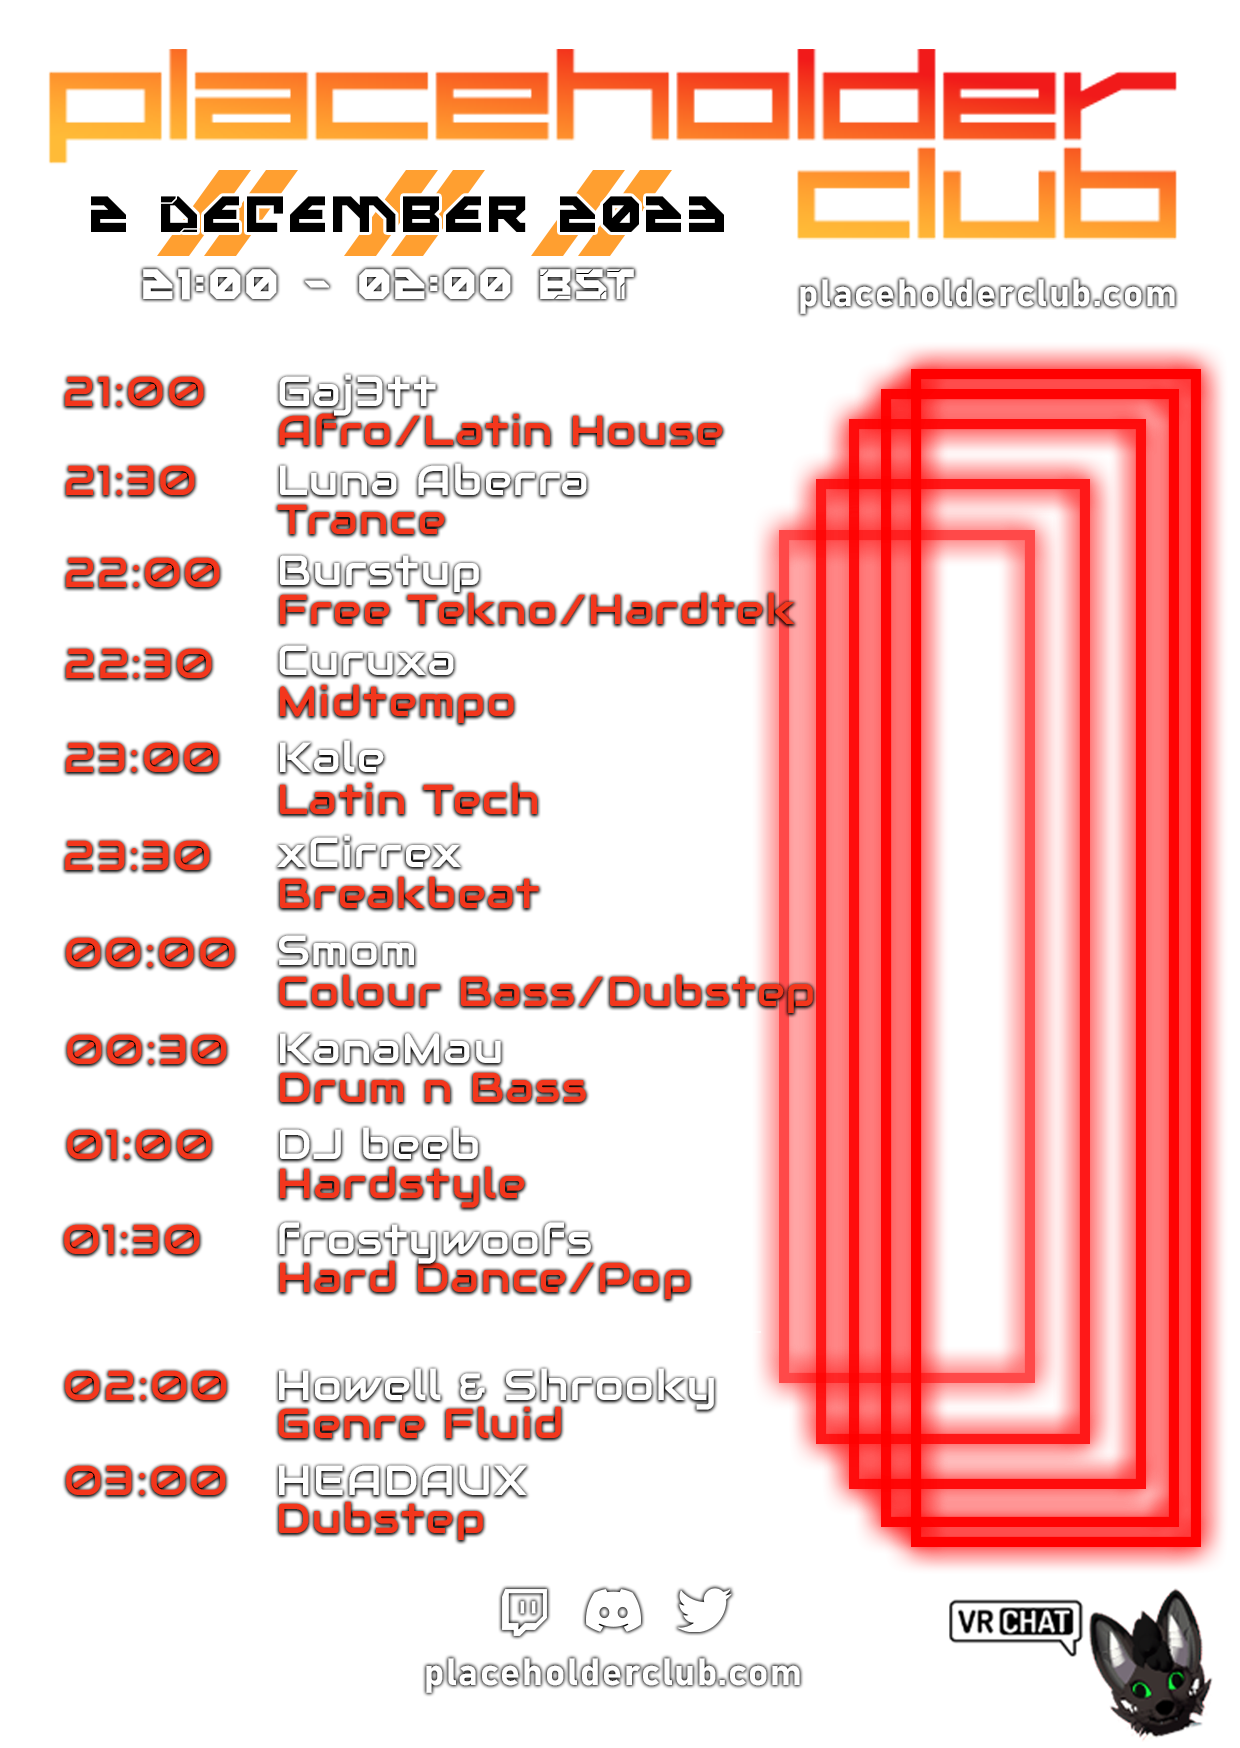 placeholder
club
2 DECEMBER 2023
21:00 - 02:00 BST
placeholderclub.com
21:00 Gaj3tt
Afro/Latin House
21:30 Luna Aberra
Trance
22:00 Burstup
Free Tekno/Hardtek
22:30 Curuxa
Midtempo
23:00 Kale
Latin Tech
23:30 xCirrex
Breakbeat
00:00 Smom
Colour Bass/Dubstep
00:30 KanaMau
Drum n Bass
01:00 DJ beeb
Hardstyle
01:30 frostywoofs
Hard Dance/Pop
02:00 Howell & Shrooky
Genre Fluid
03:00 HEADAUX
Dubstep
placeholderclub.com
VRCHAT